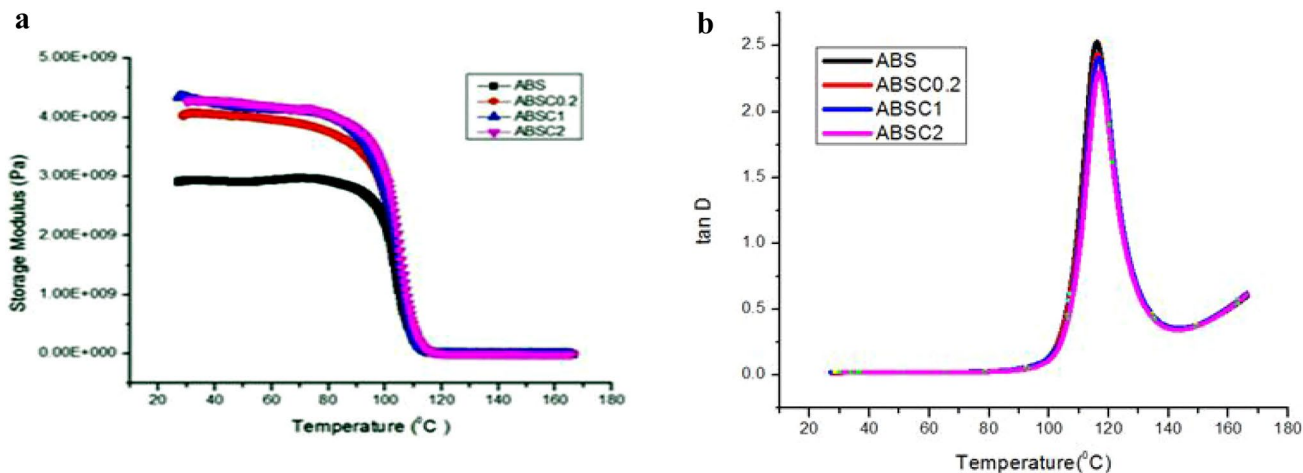 a
5.00E+009
4.00E+009
3.00E+009
2.00E+009
1.00E+009
0.00E+000
Storage Modulus (Pa)
ABS
ABSC0.2
ABSC1
ABSC2
20 40 60 80 100 120 140 160 180
Temperature (⁰C)
b
2.5
2.0
1.5
1.0
0.5
0.0
tan D
ABS
ABSC0.2
ABSC1
ABSC2
20 40 60 80 100 120 140 160 180
Temperature(⁰C)